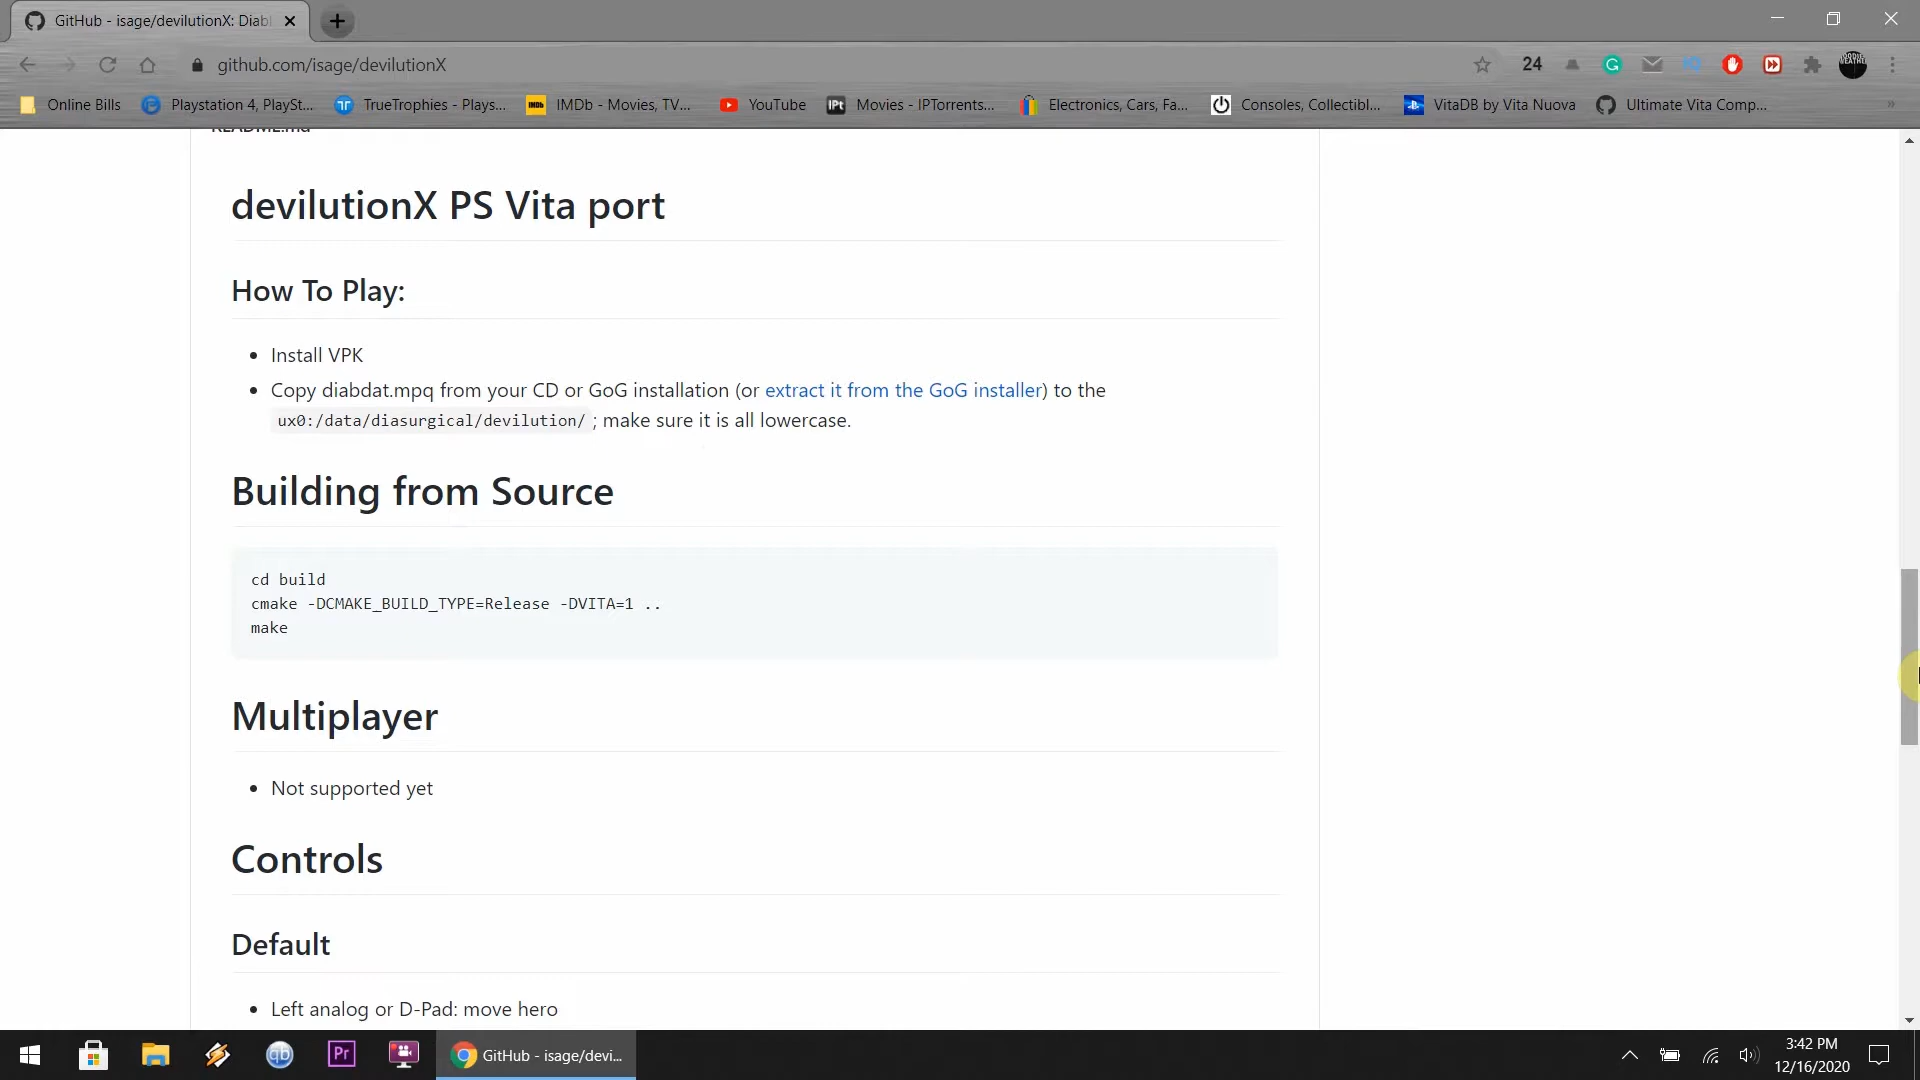 GitHub - isage/devilutionX: Diabl
github.com/isage/devilutionX
24
Online Bills
Playstation 4, PlaySt...
TrueTrophies - Plays...
IMDb - Movies, TV...
YouTube
Movies - IPTorrents...
Electronics, Cars, Fa...
Consoles, Collectibl...
VitaDB by Vita Nuova
Ultimate Vita Comp...
README.md
devilutionX PS Vita port
How To Play:
Install VPK
Copy diabdat.mpq from your CD or GoG installation (or extract it from the GoG installer) to the
ux0:/data/diasurgical/devilution/ ; make sure it is all lowercase.
Building from Source
cd build
cmake -DCMAKE_BUILD_TYPE=Release -DVITA=1 ..
make
Multiplayer
Not supported yet
Controls
Default
Left analog or D-Pad: move hero
GitHub - isage/devi...
3:42 PM
12/16/2020